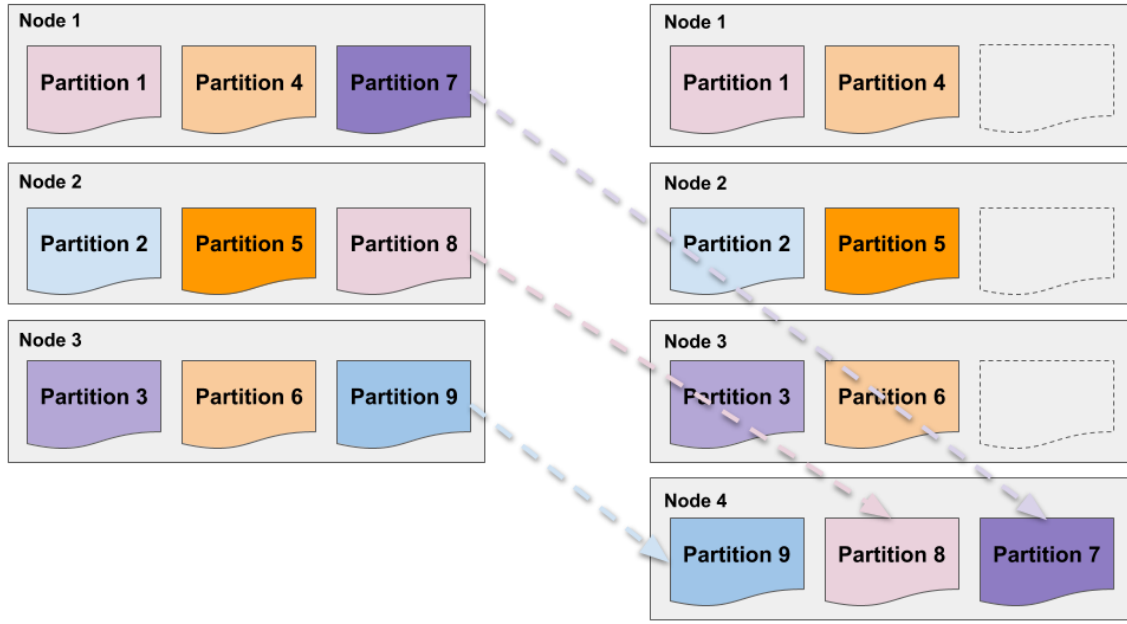 Node 1
Partition 1
Partition 4
Partition 7
Node 2
Partition 2
Partition 5
Partition 8
Node 3
Partition 3
Partition 6
Partition 9
Node 1
Partition 1
Partition 4
Node 2
Partition 2
Partition 5
Node 3
Partition 3
Partition 6
Node 4
Partition 9
Partition 8
Partition 7